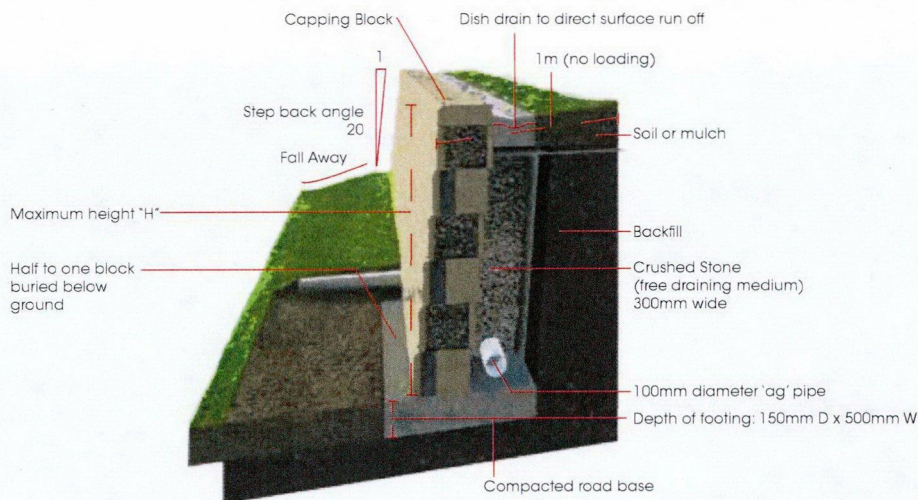 Capping Block
Dish drain to direct surface run off
1
1m (no loading)
Step back angle
20
Soil or mulch
Fall Away
Maximum height "H"
Backfill
Half to one block
buried below
ground
Crushed Stone
(free draining medium)
300mm wide
100mm diameter 'ag' pipe
Depth of footing: 150mm D x 500mm W
Compacted road base